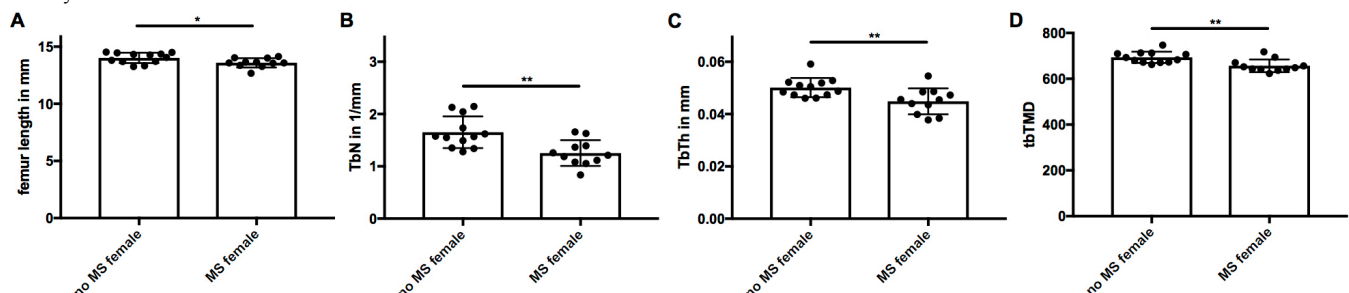 A
B
C
D
*
**
**
**
femur length in mm
15
10
5
0
no MS female
MS female
TbN in 1/mm
3
2
1
0
no MS female
MS female
TbTh in mm
0.06
0.04
0.02
0.00
no MS female
MS female
tbTMD
800
600
400
200
0
no MS female
MS female